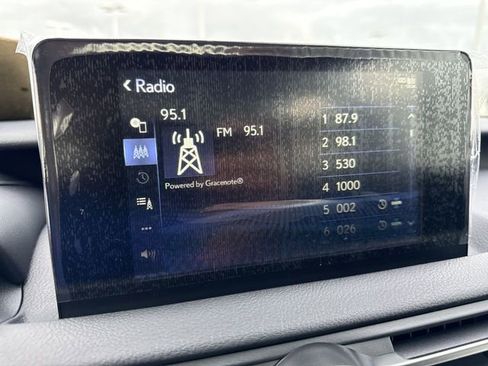 < Radio
95.1
FM 95.1
Powered by Gracenote®
1 87.9
2 98.1
3 530
4 1000
5 002
6 026